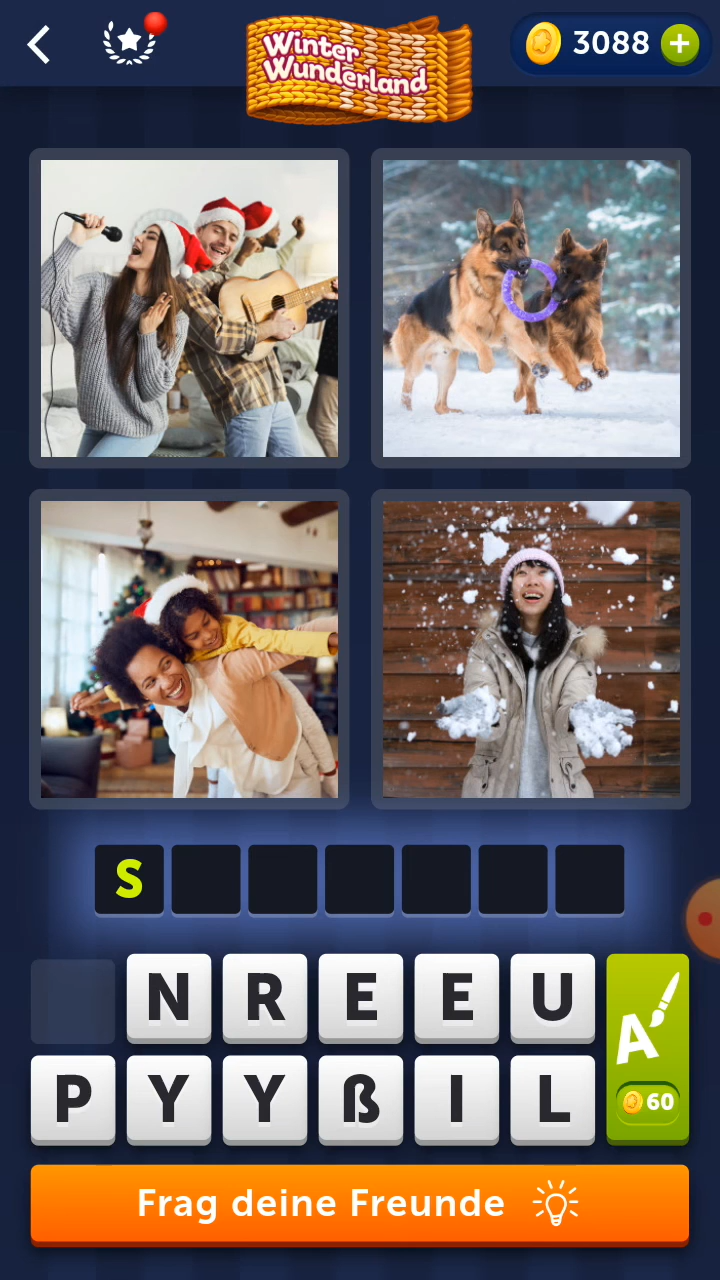 Winter
Wunderland
3088
S
N R E E U
P Y Y ß I L
A
60
Frag deine Freunde